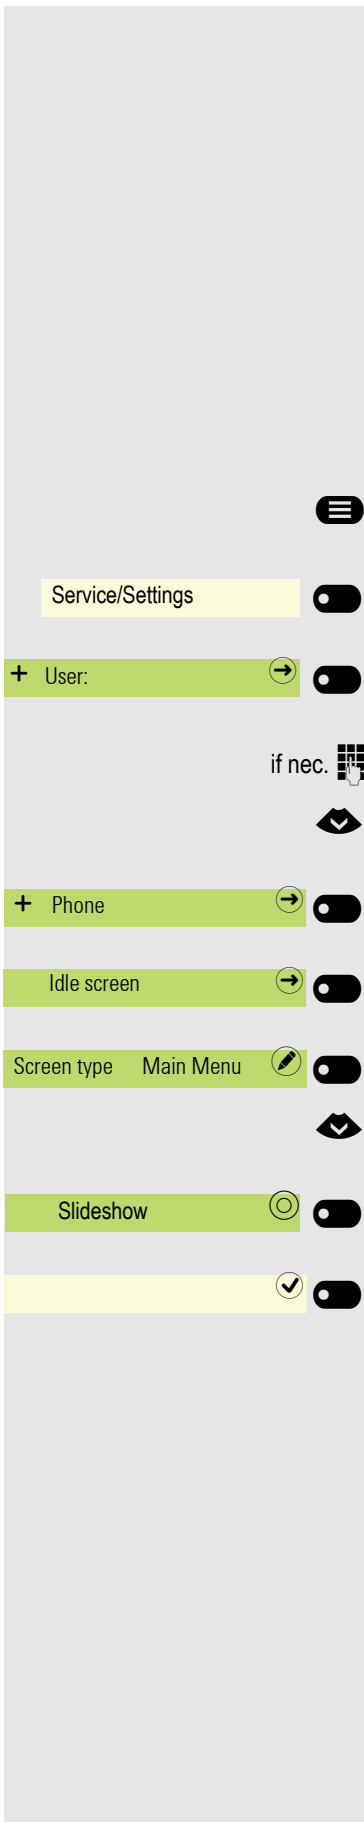 Service/Settings
+ User:
if nec.
+ Phone
Idle screen
Screen type Main Menu
Slideshow